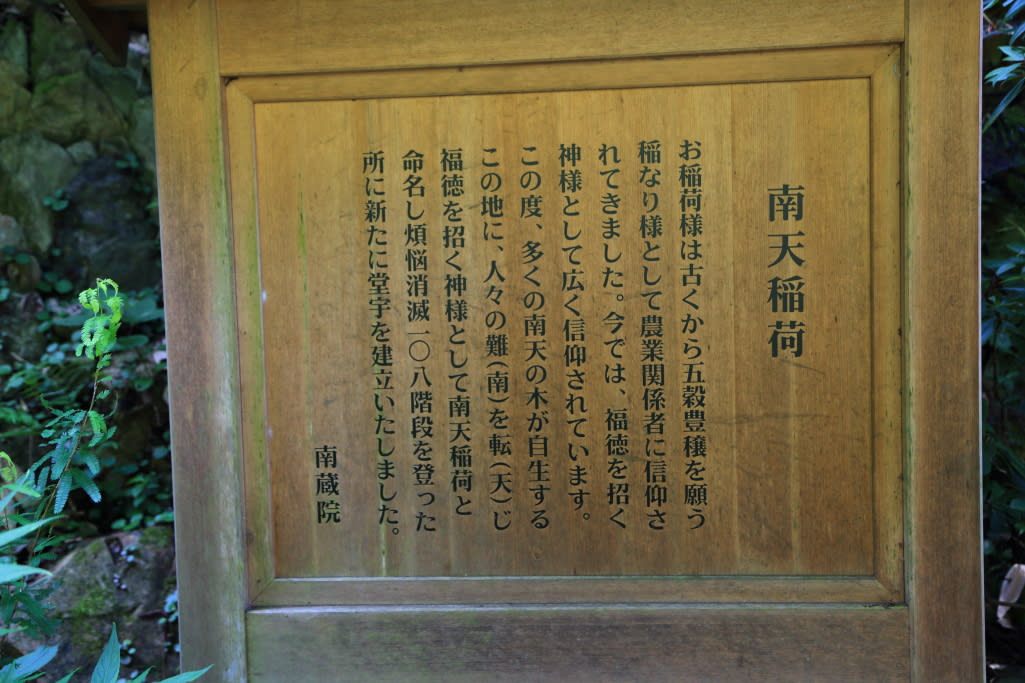 南天稲荷
お稲荷様は古くから五穀豊穣を願う
稲なり様として農業関係者に信仰さ
れてきました。今では、福徳を招く
神様として広く信仰されています。
この度、多くの南天の木が自生する
この地に、人々の難(南)を転(天)じ
福徳を招く神様として南天稲荷と
命名し煩悩消滅一〇八階段を登った
所に新たに堂宇を建立いたしました。
南蔵院